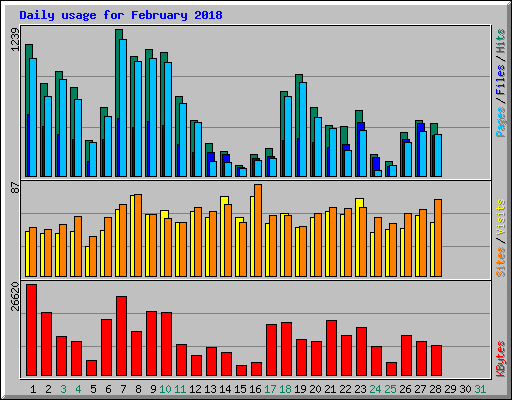 Daily usage for February 2018
1239
Pages / Files / Hits
87
Sites / Visits
26620
KBytes
1 2 3 4 5 6 7 8 9 10 11 12 13 14 15 16 17 18 19 20 21 22 23 24 25 26 27 28 29 30 31